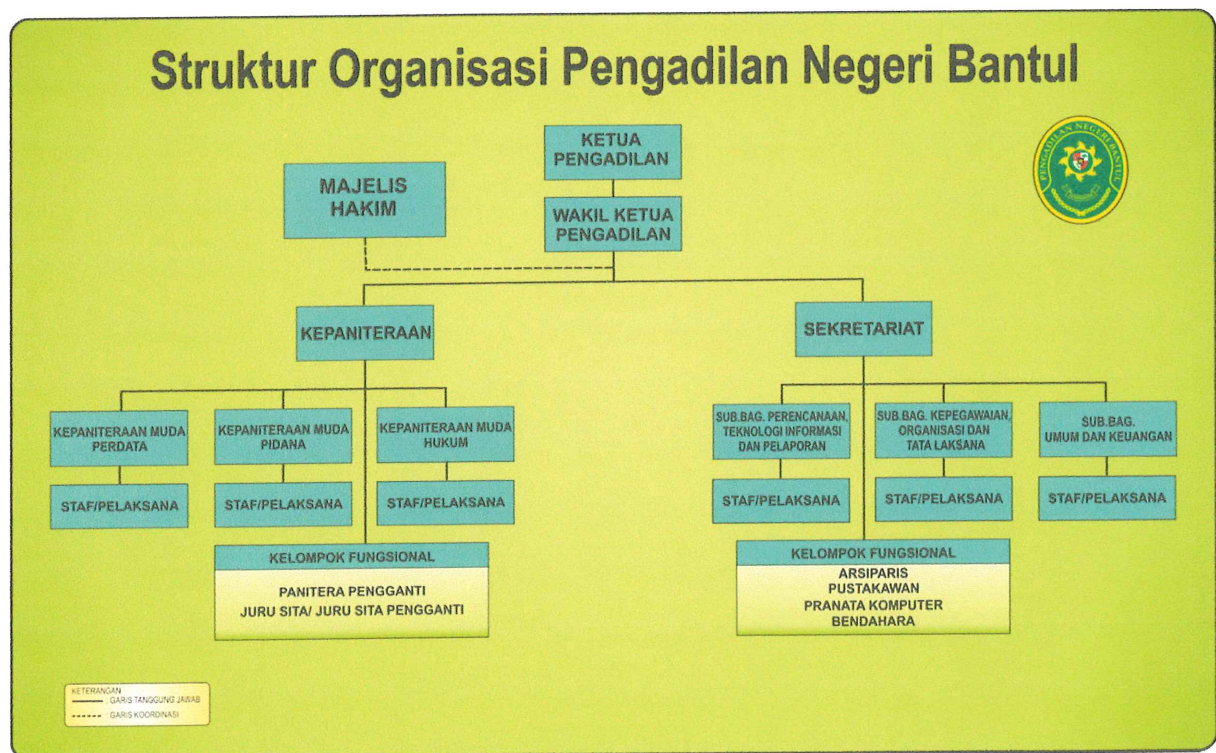 Struktur Organisasi Pengadilan Negeri Bantul
KETUA
PENGADILAN
PENGADILAN NEGERI BANTUL
MAJELIS
HAKIM
WAKIL KETUA
PENGADILAN
KEPANITERAAN
SEKRETARIAT
KEPANITERAAN MUDA
PERDATA
KEPANITERAAN MUDA
PIDANA
KEPANITERAAN MUDA
HUKUM
SUB.BAG. PERENCANAAN,
TEKNOLOGI INFORMASI
DAN PELAPORAN
SUB.BAG. KEPEGAWAIAN,
ORGANISASI DAN
TATA LAKSANA
SUB.BAG.
UMUM DAN KEUANGAN
STAF/PELAKSANA
STAF/PELAKSANA
STAF/PELAKSANA
STAF/PELAKSANA
STAF/PELAKSANA
STAF/PELAKSANA
KELOMPOK FUNGSIONAL
PANITERA PENGGANTI
JURU SITA/ JURU SITA PENGGANTI
KELOMPOK FUNGSIONAL
ARSIPARIS
PUSTAKAWAN
PRANATA KOMPUTER
BENDAHARA
KETERANGAN
: GARIS TANGGUNG JAWAB
: GARIS KOORDINASI